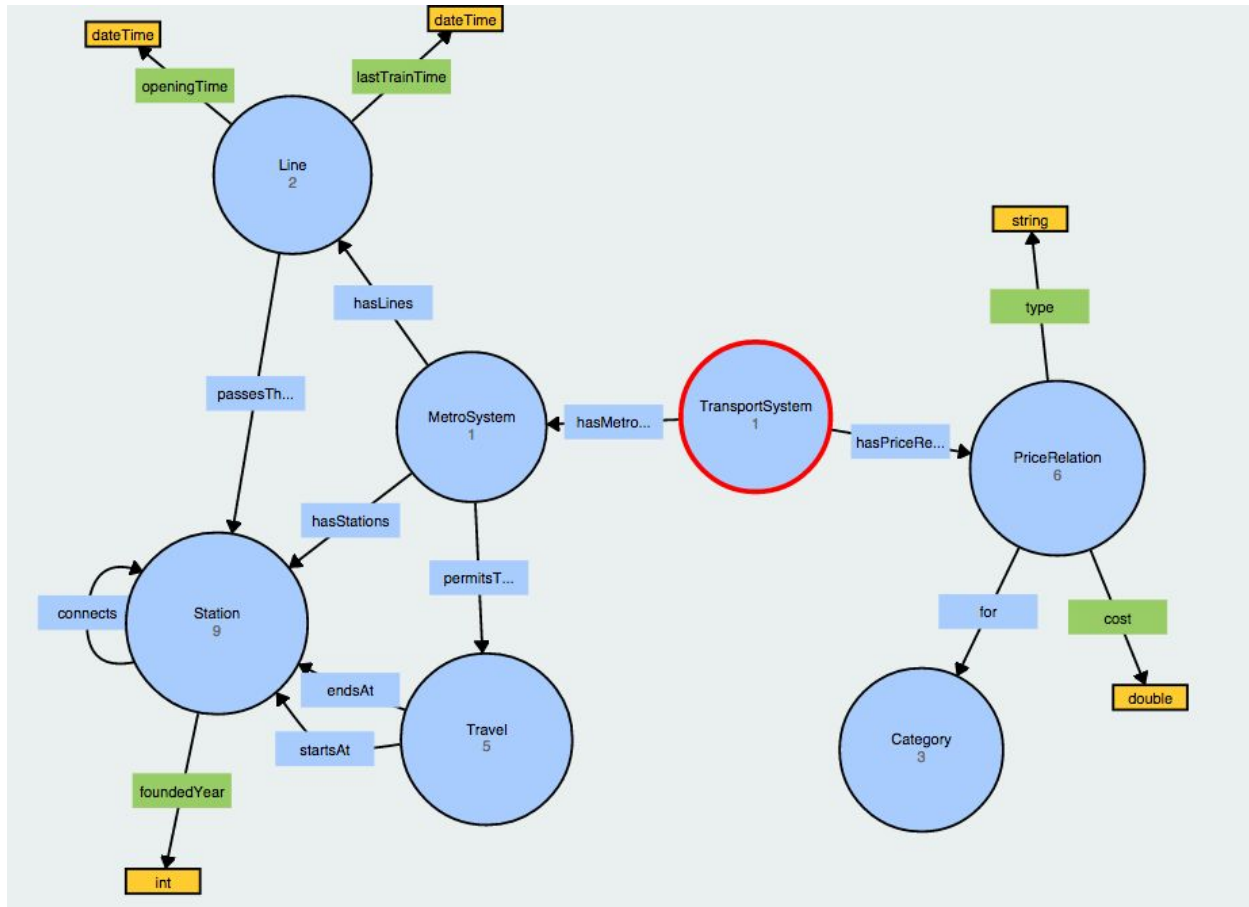 dateTime
dateTime
openingTime
lastTrainTime
Line
2
string
hasLines
type
passesTh...
MetroSystem
1
hasMetro...
TransportSystem
1
hasPriceRe...
PriceRelation
6
hasStations
permitsT...
connects
Station
9
for
cost
endsAt
startsAt
Travel
5
double
Category
3
foundedYear
int